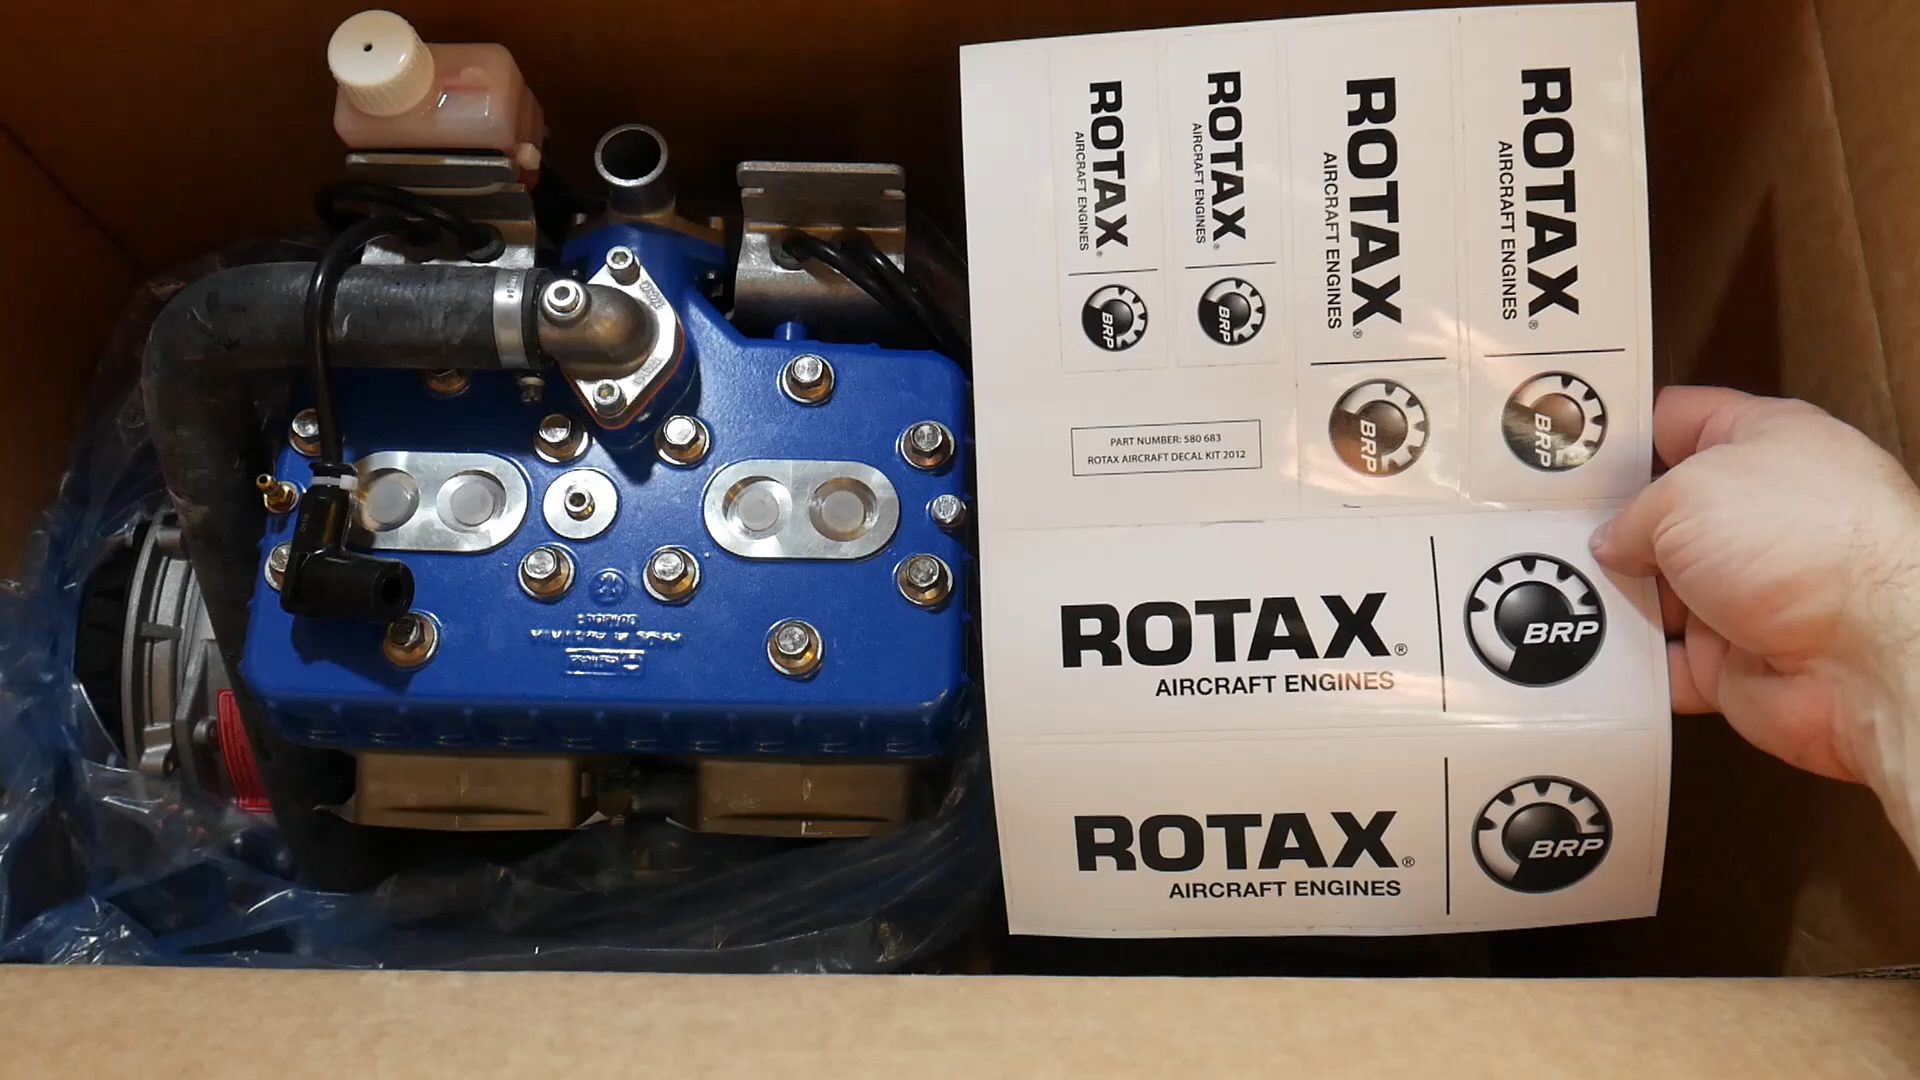 ROTAX®
AIRCRAFT ENGINES
BRP
ROTAX®
AIRCRAFT ENGINES
BRP
ROTAX®
AIRCRAFT ENGINES
BRP
ROTAX®
AIRCRAFT ENGINES
BRP
PART NUMBER: 580 683
ROTAX AIRCRAFT DECAL KIT 2012
ROTAX®
AIRCRAFT ENGINES
BRP
ROTAX®
AIRCRAFT ENGINES
BRP